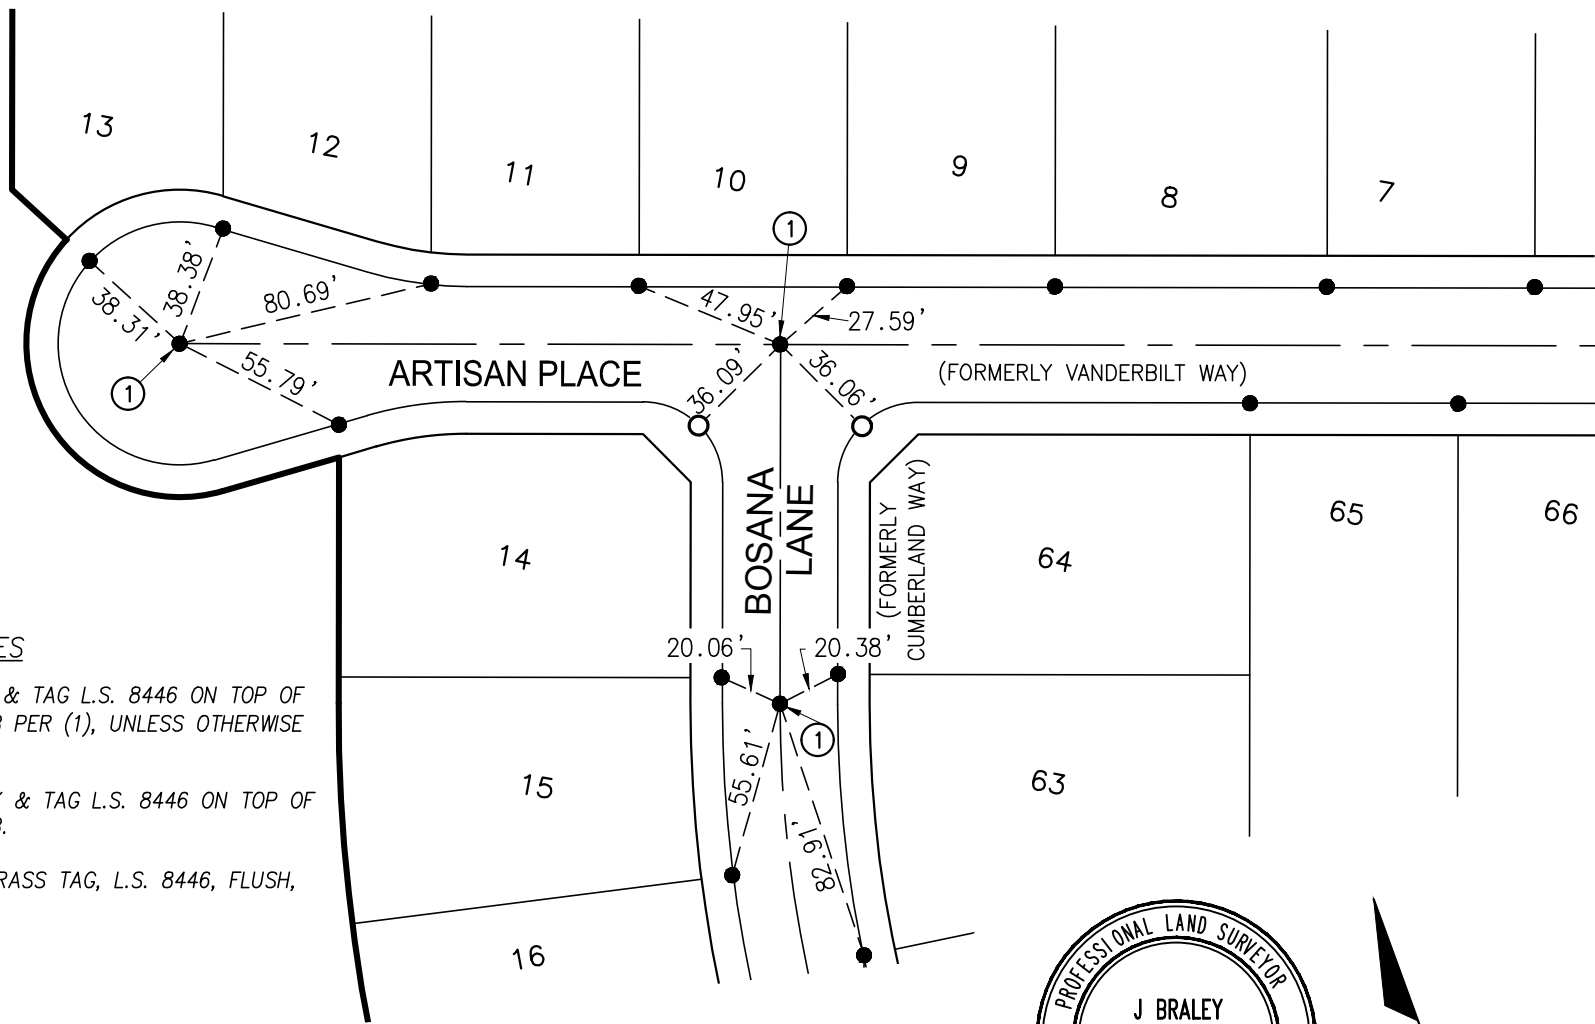 13
12
11
10
9
8
7
1
38.38'
38.31'
80.69'
47.95'
27.59'
55.79'
36.09'
36.06'
1
ARTISAN PLACE
(FORMERLY VANDERBILT WAY)
BOSANA
LANE
(FORMERLY
CUMBERLAND WAY)
14
64
65
66
20.06'
20.38'
1
55.61'
82.91'
15
63
16
ES
& TAG L.S. 8446 ON TOP OF
PER (1), UNLESS OTHERWISE
& TAG L.S. 8446 ON TOP OF
RASS TAG, L.S. 8446, FLUSH,
PROFESSIONAL LAND SURVEYOR
J BRALEY